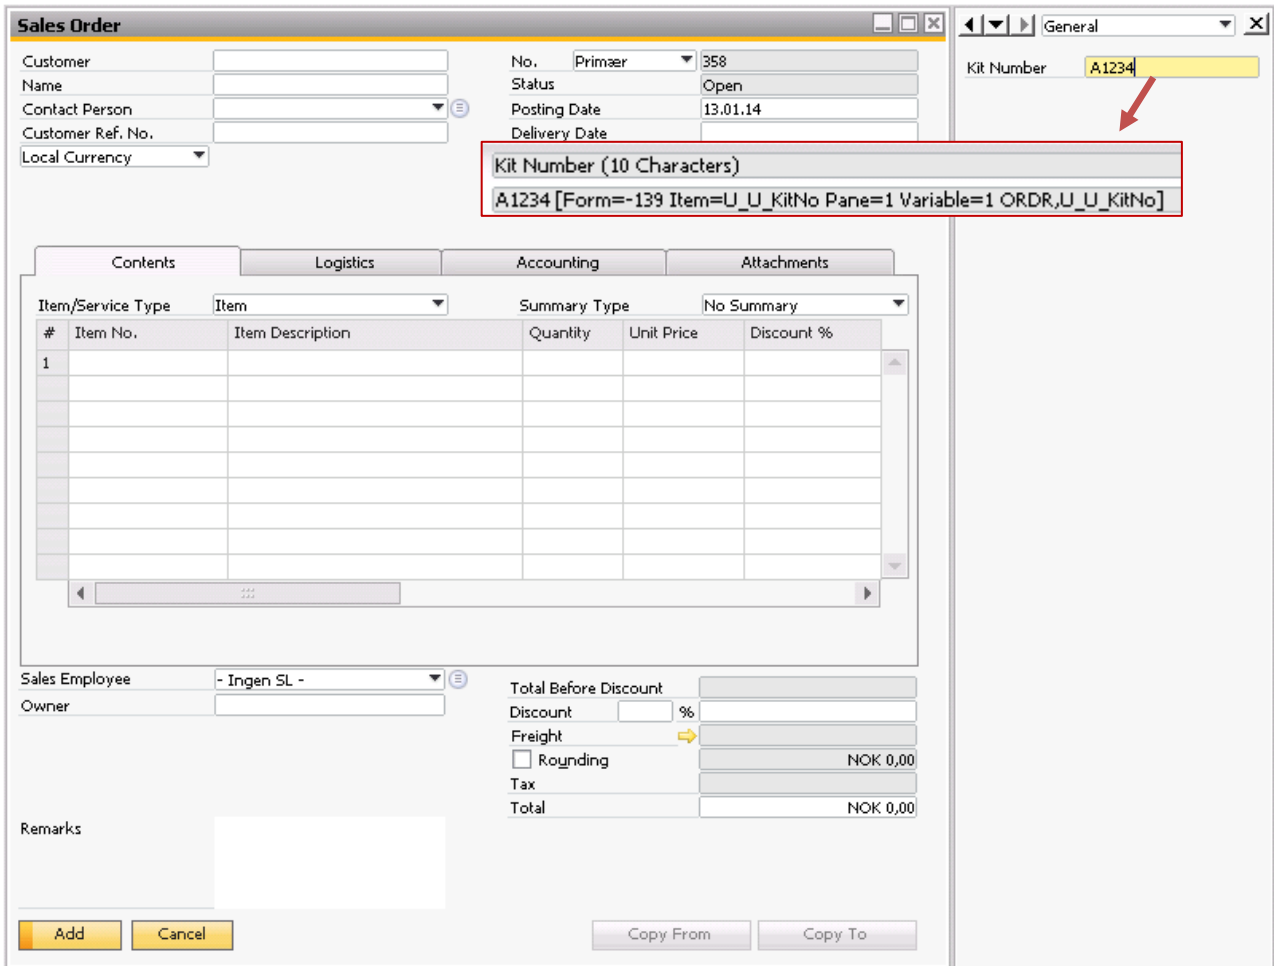 Sales Order
General
Customer
No. Primær 358
Kit Number A1234
Name
Status Open
Contact Person
Posting Date 13.01.14
Customer Ref. No.
Delivery Date
Local Currency
Kit Number (10 Characters)
A1234 [Form=-139 Item=U_U_KitNo Pane=1 Variable=1 ORDR,U_U_KitNo]
Contents Logistics Accounting Attachments
Item/Service Type Item Summary Type No Summary
# Item No. Item Description Quantity Unit Price Discount %
1
Sales Employee - Ingen SL -
Owner
Total Before Discount
Discount %
Freight
Rounding NOK 0,00
Tax
Total NOK 0,00
Remarks
Add Cancel Copy From Copy To